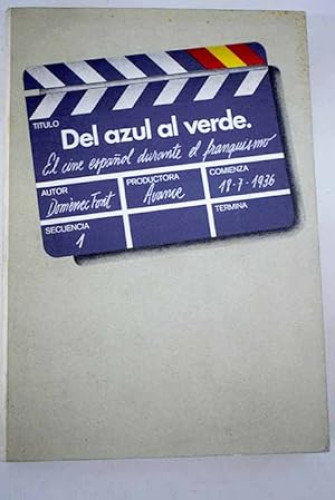 TITULO
Del azul al verde.
El cine español durante el franquismo
AUTOR
Domènec Font
PRODUCTORA
Avance
COMIENZA
18-7-1936
SECUENCIA
1
TERMINA